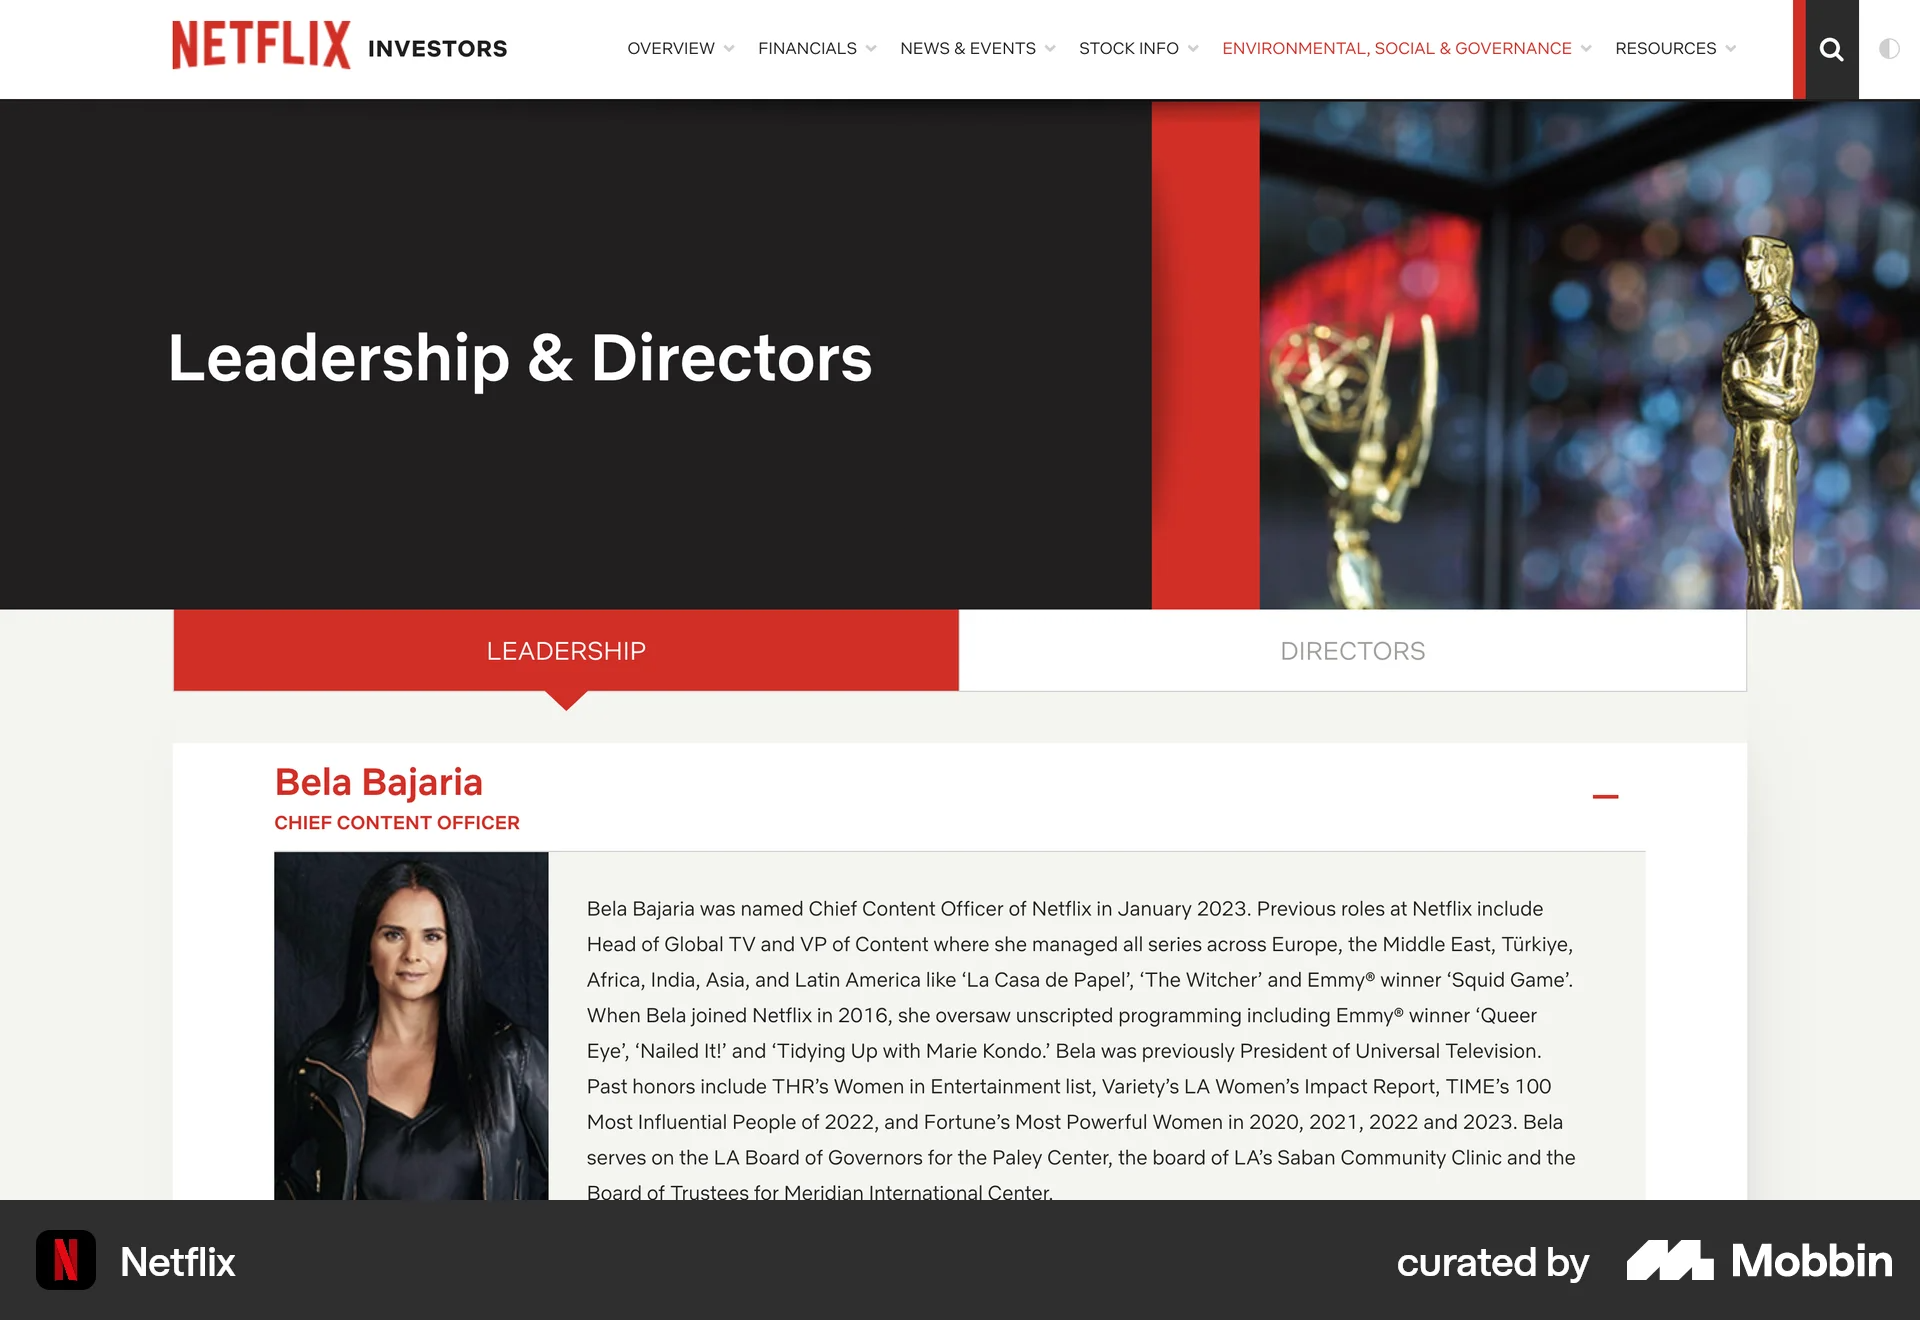 NETFLIX INVESTORS
OVERVIEW FINANCIALS NEWS & EVENTS STOCK INFO ENVIRONMENTAL, SOCIAL & GOVERNANCE RESOURCES
Leadership & Directors
LEADERSHIP DIRECTORS
Bela Bajaria
CHIEF CONTENT OFFICER
Bela Bajaria was named Chief Content Officer of Netflix in January 2023. Previous roles at Netflix include
Head of Global TV and VP of Content where she managed all series across Europe, the Middle East, Türkiye,
Africa, India, Asia, and Latin America like ‘La Casa de Papel’, ‘The Witcher’ and Emmy® winner ‘Squid Game’.
When Bela joined Netflix in 2016, she oversaw unscripted programming including Emmy® winner ‘Queer
Eye’, ‘Nailed It!’ and ‘Tidying Up with Marie Kondo.’ Bela was previously President of Universal Television.
Past honors include THR’s Women in Entertainment list, Variety’s LA Women’s Impact Report, TIME’s 100
Most Influential People of 2022, and Fortune’s Most Powerful Women in 2020, 2021, 2022 and 2023. Bela
serves on the LA Board of Governors for the Paley Center, the board of LA’s Saban Community Clinic and the
Board of Trustees for Meridian International Center.
N Netflix
curated by Mobbin